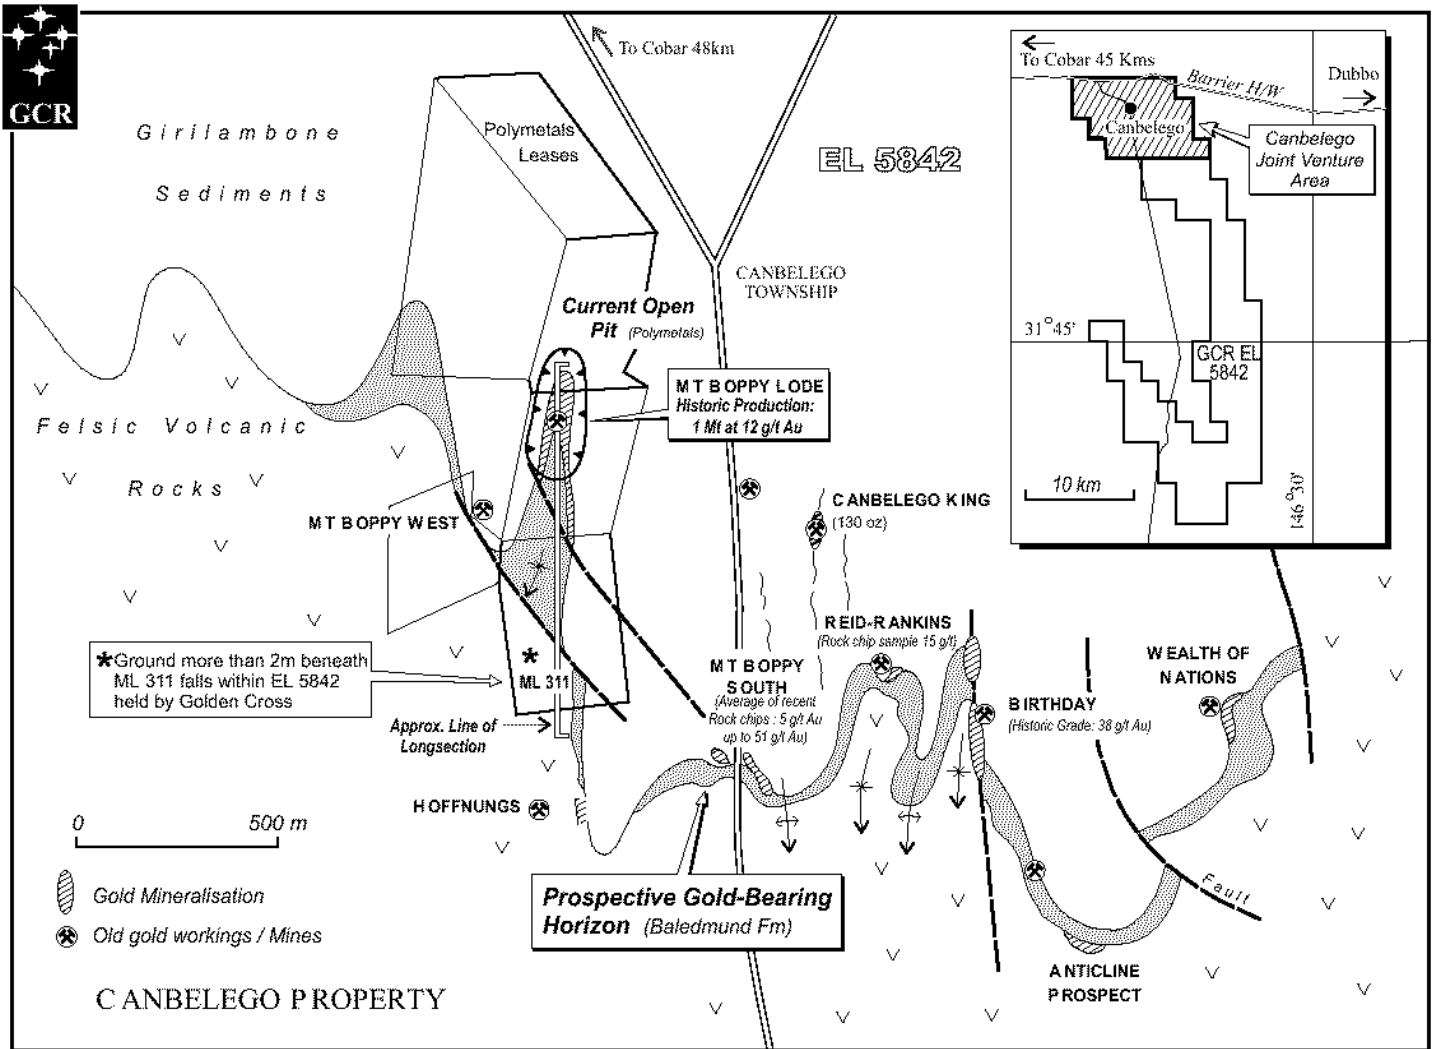 GCR
To Cobar 48km
Girilambone
Sediments
Polymetals
Leases
EL 5842
To Cobar 45 Kms
Barrier H/W
Dubbo
Canbelego
Canbelego
Joint Venture
Area
31°45'
GCR EL
5842
10 km
146°30'
CANBELEGO
TOWNSHIP
Current Open
Pit (Polymetals)
MT BOPPY LODE
Historic Production:
1 Mt at 12 g/t Au
Felsic Volcanic
Rocks
MT BOPPY WEST
CANBELEGO KING
(130 oz)
REID-RANKINS
(Rock chip sample 15 g/t)
*Ground more than 2m beneath
ML 311 falls within EL 5842
held by Golden Cross
*
ML 311
Approx. Line of
Longsection
MT BOPPY
SOUTH
(Average of recent
Rock chips : 5 g/t Au
up to 51 g/t Au)
BIRTHDAY
(Historic Grade: 38 g/t Au)
WEALTH OF
NATIONS
HOFFNUNGS
0 500 m
Fault
Gold Mineralisation
Old gold workings / Mines
Prospective Gold-Bearing
Horizon (Baledmund Fm)
ANTICLINE
PROSPECT
CANBELEGO PROPERTY